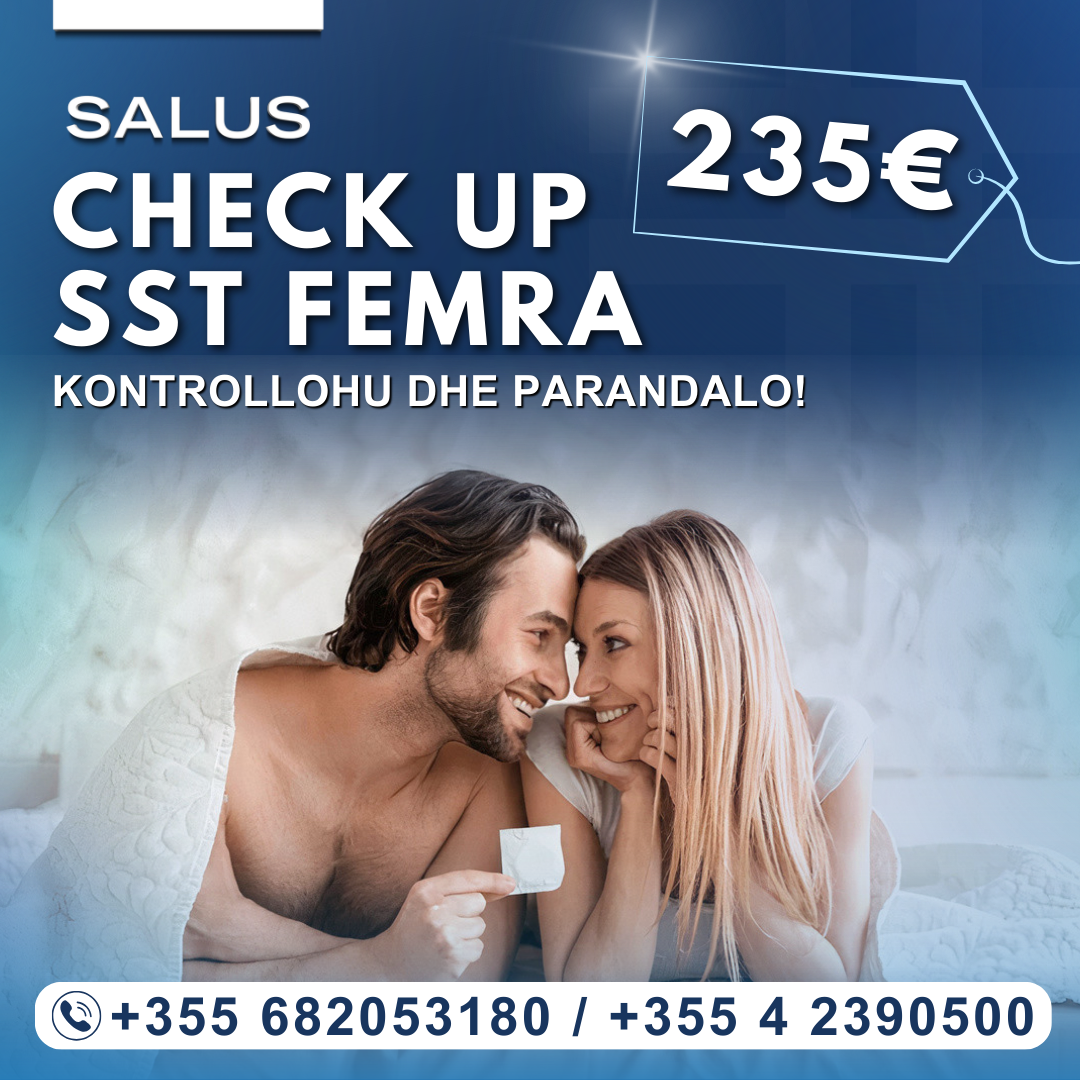 SALUS
235€
CHECK UP
SST FEMRA
KONTROLLOHU DHE PARANDALO!
+355 682053180 / +355 4 2390500